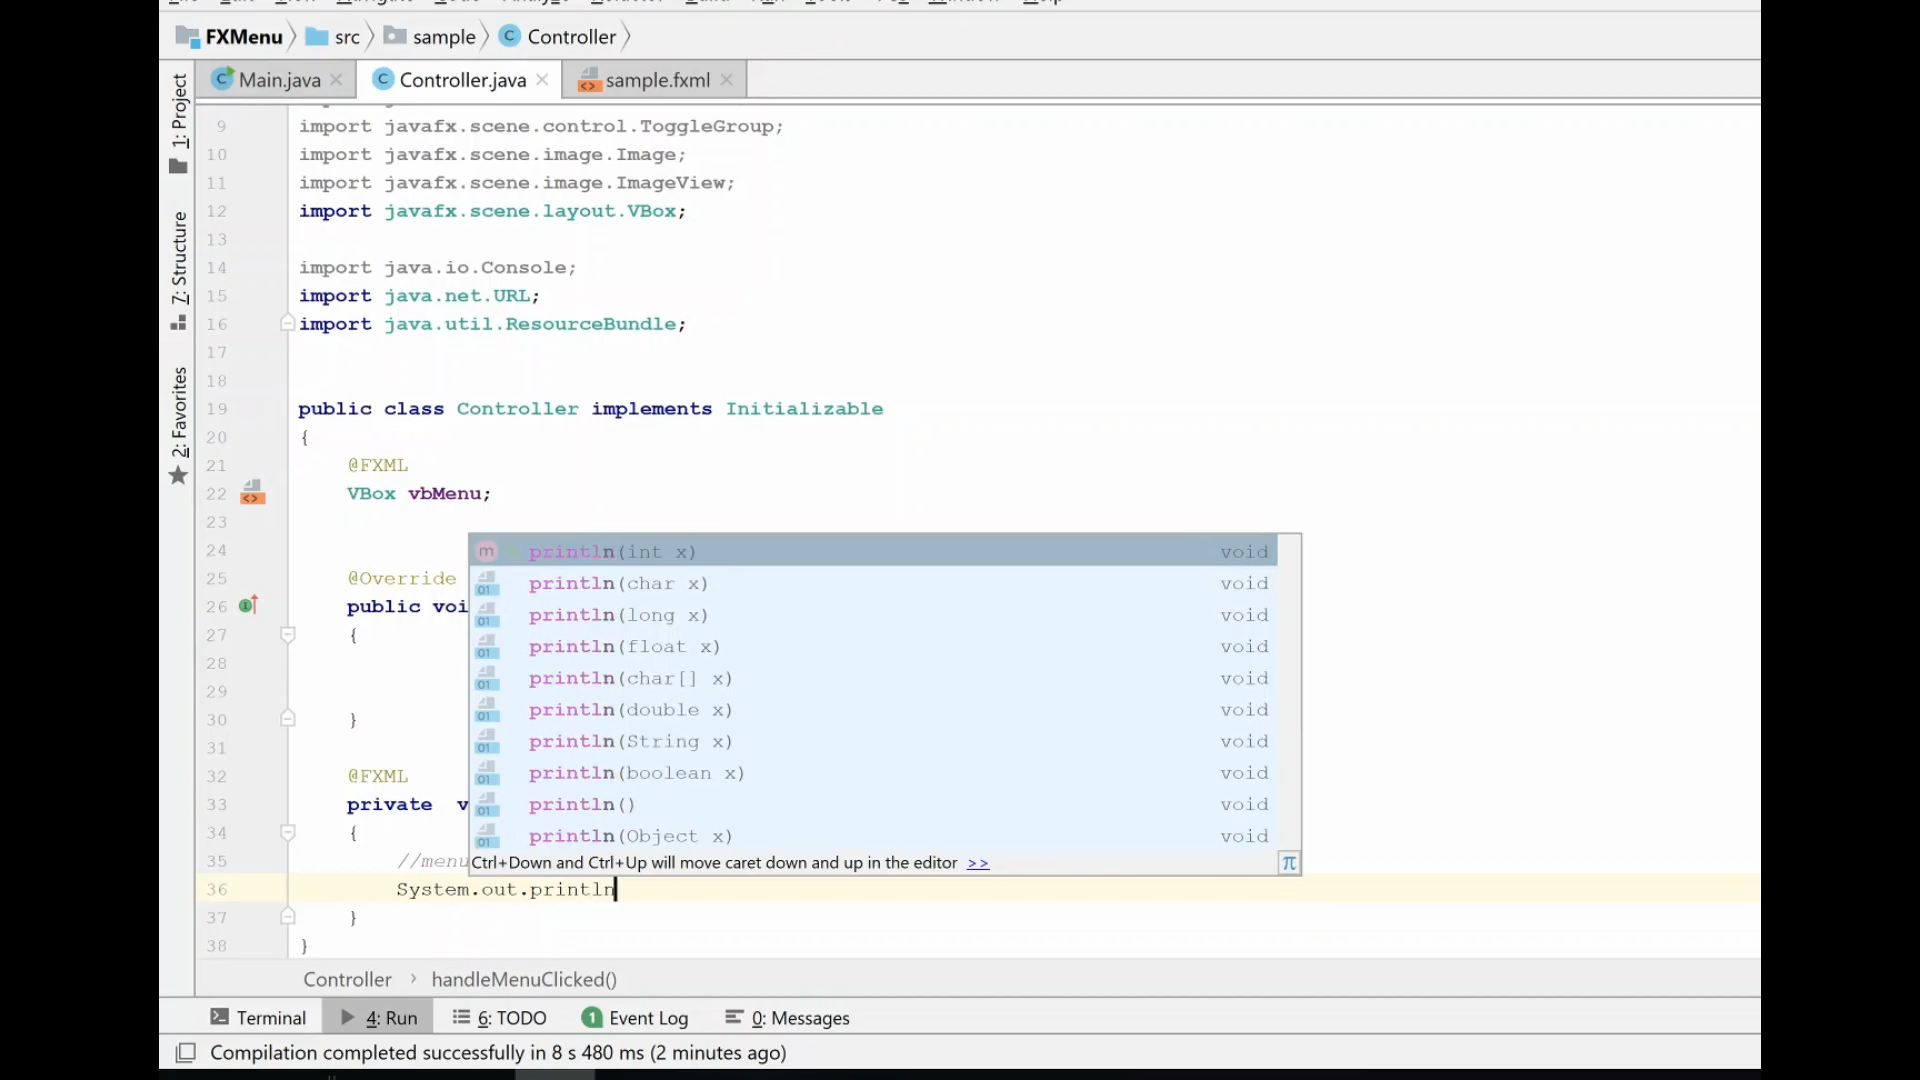 FXMenu src sample Controller
Main.java Controller.java sample.fxml
1: Project
7: Structure
2: Favorites
9 import javafx.scene.control.ToggleGroup;
10 import javafx.scene.image.Image;
11 import javafx.scene.image.ImageView;
12 import javafx.scene.layout.VBox;
13
14 import java.io.Console;
15 import java.net.URL;
16 import java.util.ResourceBundle;
17
18
19 public class Controller implements Initializable
20 {
21 @FXML
22 VBox vbMenu;
23
24
25 @Override
26 public voi
27 {
28
29
30 }
31
32 @FXML
33 private v
34 {
35 //menu
36 System.out.println
37 }
38 }
println(int x) void
println(char x) void
println(long x) void
println(float x) void
println(char[] x) void
println(double x) void
println(String x) void
println(boolean x) void
println() void
println(Object x) void
Ctrl+Down and Ctrl+Up will move caret down and up in the editor >> π
Controller › handleMenuClicked()
Terminal 4: Run 6: TODO 1 Event Log 0: Messages
Compilation completed successfully in 8 s 480 ms (2 minutes ago)